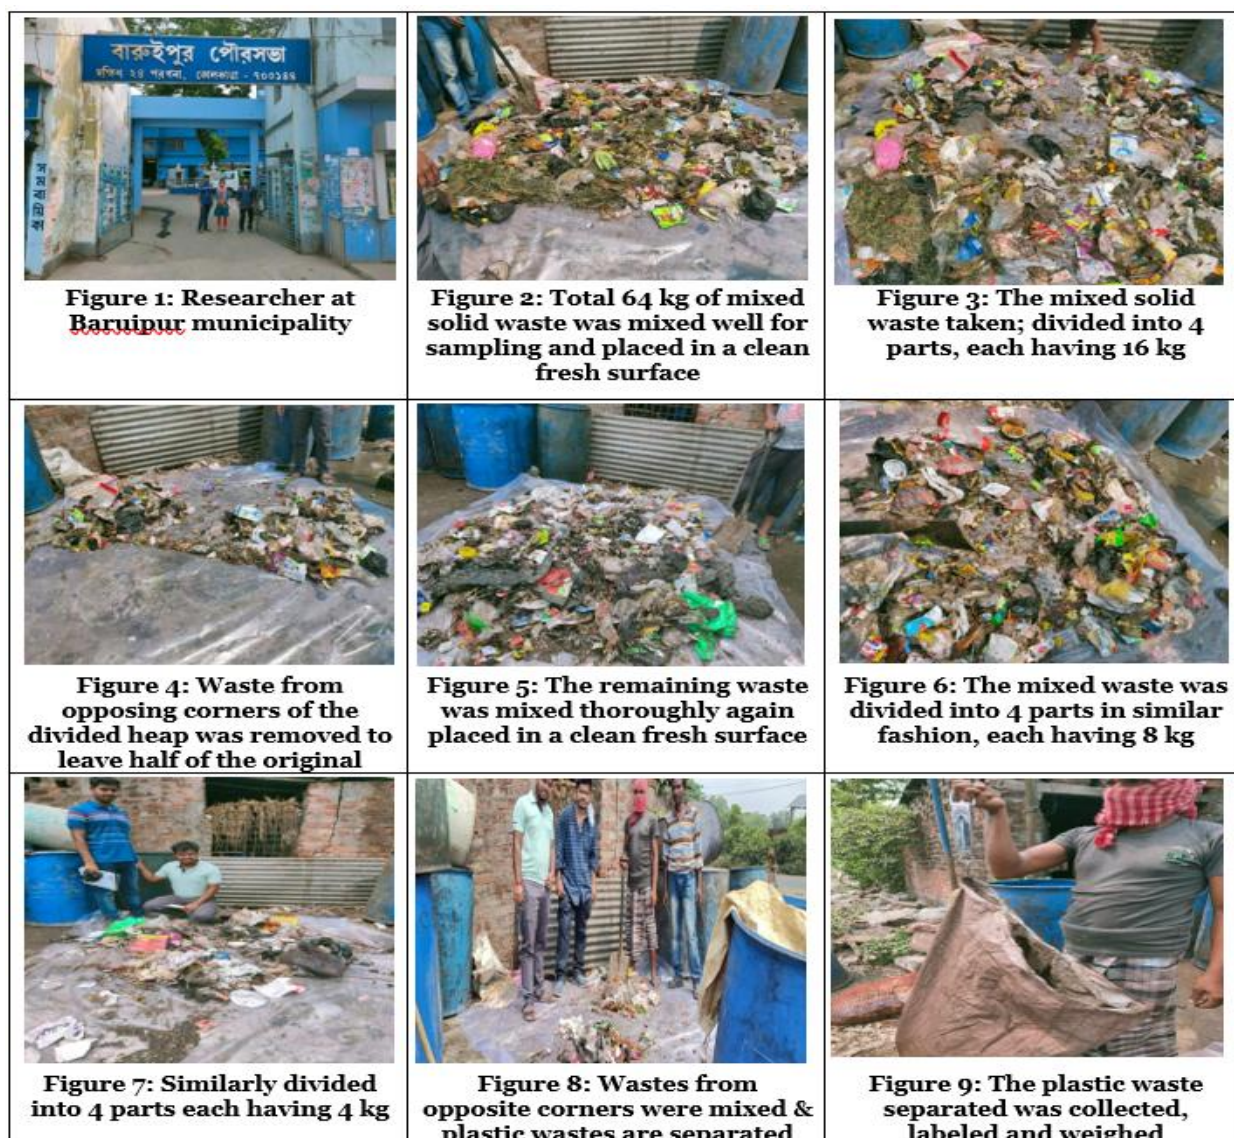 বারুইপুর পৌরসভা
দক্ষিণ ২৪ পরগনা, কোলকাতা - ৭০০১৪৪
Figure 1: Researcher at
Baruipur municipality
Figure 2: Total 64 kg of mixed
solid waste was mixed well for
sampling and placed in a clean
fresh surface
Figure 3: The mixed solid
waste taken; divided into 4
parts, each having 16 kg
Figure 4: Waste from
opposing corners of the
divided heap was removed to
leave half of the original
Figure 5: The remaining waste
was mixed thoroughly again
placed in a clean fresh surface
Figure 6: The mixed waste was
divided into 4 parts in similar
fashion, each having 8 kg
Figure 7: Similarly divided
into 4 parts each having 4 kg
Figure 8: Wastes from
opposite corners were mixed &
plastic wastes are separated
Figure 9: The plastic waste
separated was collected,
labeled and weighed